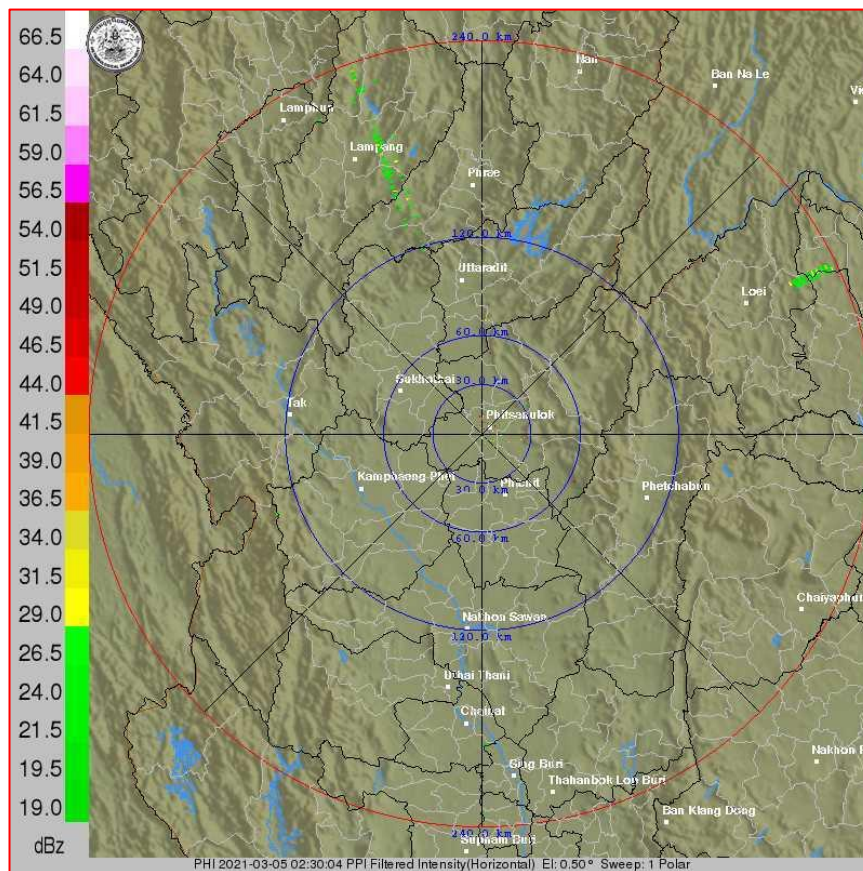 66.5
64.0
61.5
59.0
56.5
54.0
51.5
49.0
46.5
44.0
41.5
39.0
36.5
34.0
31.5
29.0
26.5
24.0
21.5
19.5
19.0
dBz
240.0 km
Nan
Ban Na Le
Lamphun
Lampang
Phrae
120.0 km
Uttaradit
Loei
60.0 km
30.0 km
Sukhothai
Tak
Phitsanulok
Kamphaeng Phet
Phichit
Phetchabun
30.0 km
60.0 km
Chaiyaphum
Nakhon Sawan
120.0 km
Uthai Thani
Chainat
Sing Buri
Thahanbok Lop Buri
Ban Klang Dong
240.0 km
Suphan Buri
PHI 2021-03-05 02:30:04 PPI Filtered Intensity(Horizontal) El: 0.50° Sweep: 1 Polar